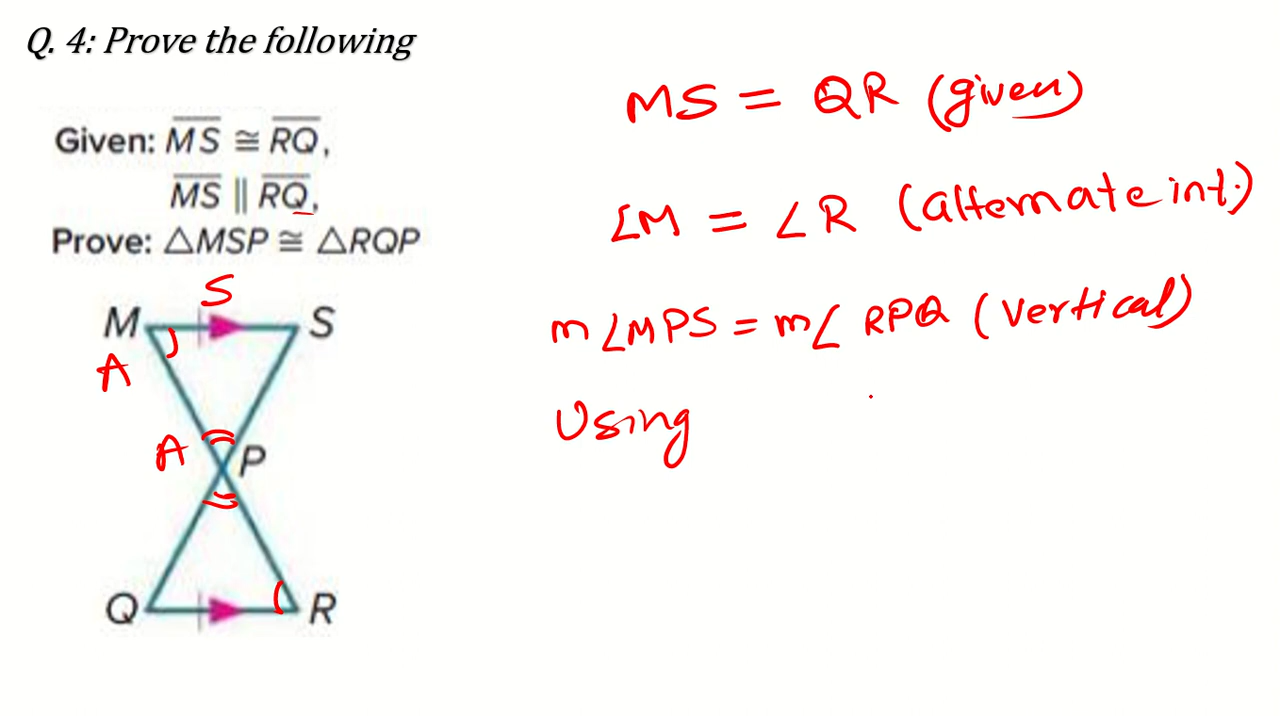 Q. 4: Prove the following
Given: MS ≅ RQ,
MS || RQ,
Prove: △MSP ≅ △RQP
S
M
S
A
A
P
Q
R
MS = QR (given)
∠M = ∠R (alternate int.)
m∠MPS = m∠RPQ (vertical)
Using